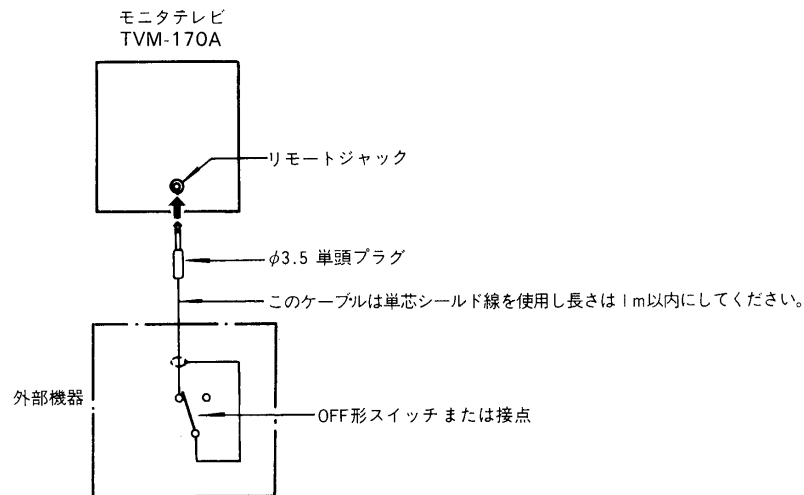 モニタテレビ
TVM-170A
リモートジャック
φ3.5 単頭プラグ
このケーブルは単芯シールド線を使用し長さは1m以内にしてください。
外部機器
OFF形スイッチまたは接点